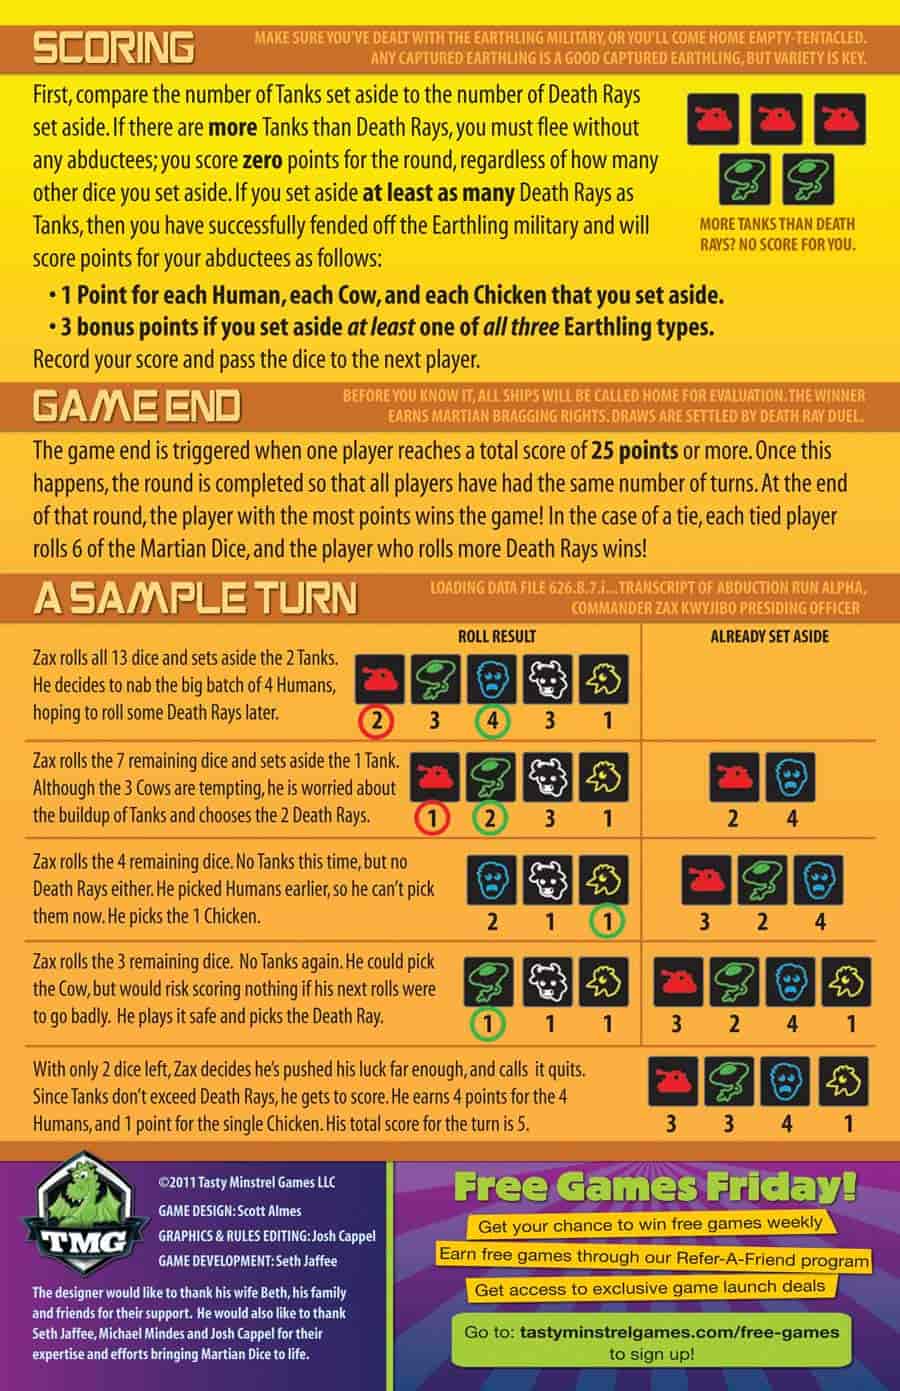 SCORING
MAKE SURE YOU'VE DEALT WITH THE EARTHLING MILITARY, OR YOU'LL COME HOME EMPTY-TENTACLED.
ANY CAPTURED EARTHLING IS A GOOD CAPTURED EARTHLING, BUT VARIETY IS KEY.
First, compare the number of Tanks set aside to the number of Death Rays
set aside. If there are more Tanks than Death Rays, you must flee without
any abductees; you score zero points for the round, regardless of how many
other dice you set aside. If you set aside at least as many Death Rays as
Tanks, then you have successfully fended off the Earthling military and will
score points for your abductees as follows:
MORE TANKS THAN DEATH
RAYS? NO SCORE FOR YOU.
• 1 Point for each Human, each Cow, and each Chicken that you set aside.
• 3 bonus points if you set aside at least one of all three Earthling types.
Record your score and pass the dice to the next player.
GAME END
BEFORE YOU KNOW IT, ALL SHIPS WILL BE CALLED HOME FOR EVALUATION. THE WINNER
EARNS MARTIAN BRAGGING RIGHTS. DRAWS ARE SETTLED BY DEATH RAY DUEL.
The game end is triggered when one player reaches a total score of 25 points or more. Once this
happens, the round is completed so that all players have had the same number of turns. At the end
of that round, the player with the most points wins the game! In the case of a tie, each tied player
rolls 6 of the Martian Dice, and the player who rolls more Death Rays wins!
A SAMPLE TURN
LOADING DATA FILE 626.B.7.i... TRANSCRIPT OF ABDUCTION RUN ALPHA,
COMMANDER ZAX KWYJIBO PRESIDING OFFICER
ROLL RESULT
ALREADY SET ASIDE
Zax rolls all 13 dice and sets aside the 2 Tanks.
He decides to nab the big batch of 4 Humans,
hoping to roll some Death Rays later.
2 3 4 3 1
Zax rolls the 7 remaining dice and sets aside the 1 Tank.
Although the 3 Cows are tempting, he is worried about
the buildup of Tanks and chooses the 2 Death Rays.
1 2 3 1
2 4
Zax rolls the 4 remaining dice. No Tanks this time, but no
Death Rays either. He picked Humans earlier, so he can't pick
them now. He picks the 1 Chicken.
2 1 1
3 2 4
Zax rolls the 3 remaining dice. No Tanks again. He could pick
the Cow, but would risk scoring nothing if his next rolls were
to go badly. He plays it safe and picks the Death Ray.
1 1 1
3 2 4 1
With only 2 dice left, Zax decides he's pushed his luck far enough, and calls it quits.
Since Tanks don't exceed Death Rays, he gets to score. He earns 4 points for the 4
Humans, and 1 point for the single Chicken. His total score for the turn is 5.
3 3 4 1
TMG
©2011 Tasty Minstrel Games LLC
GAME DESIGN: Scott Almes
GRAPHICS & RULES EDITING: Josh Cappel
GAME DEVELOPMENT: Seth Jaffee
The designer would like to thank his wife Beth, his family
and friends for their support. He would also like to thank
Seth Jaffee, Michael Mindes and Josh Cappel for their
expertise and efforts bringing Martian Dice to life.
Free Games Friday!
Get your chance to win free games weekly
Earn free games through our Refer-A-Friend program
Get access to exclusive game launch deals
Go to: tastyminstrelgames.com/free-games
to sign up!